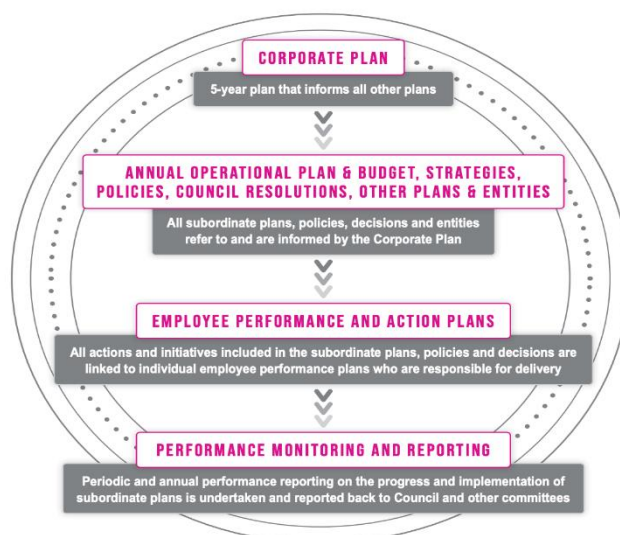 CORPORATE PLAN
5-year plan that informs all other plans
ANNUAL OPERATIONAL PLAN & BUDGET, STRATEGIES,
POLICIES, COUNCIL RESOLUTIONS, OTHER PLANS & ENTITIES
All subordinate plans, policies, decisions and entities
refer to and are informed by the Corporate Plan
EMPLOYEE PERFORMANCE AND ACTION PLANS
All actions and initiatives included in the subordinate plans, policies and decisions are
linked to individual employee performance plans who are responsible for delivery
PERFORMANCE MONITORING AND REPORTING
Periodic and annual performance reporting on the progress and implementation of
subordinate plans is undertaken and reported back to Council and other committees